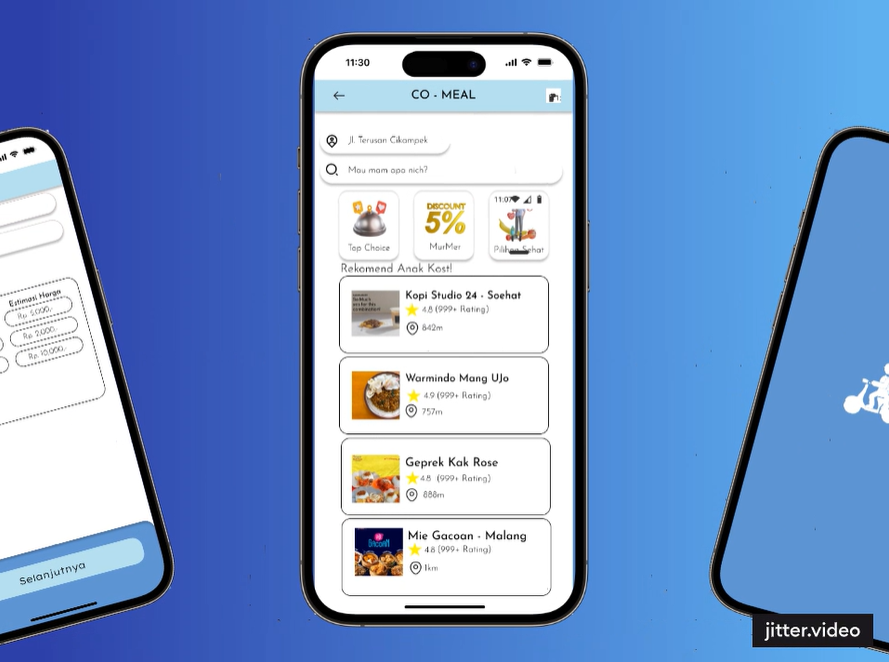 11:30
CO - MEAL
Jl. Terusan Cikampek
Mau mam apa nich?
DISCOUNT
5%
11:07
Top Choice
MurMer
Pilihan Sehat
Rekomend Anak Kost!
Kopi Studio 24 - Soehat
4.8 (999+ Rating)
842m
Warmindo Mang UJo
4.9 (999+ Rating)
757m
Geprek Kak Rose
4.8 (999+ Rating)
888m
Mie Gacoan - Malang
4.8 (999+ Rating)
1km
Estimasi Harga
Rp 5.000,-
Rp 2.000,-
Rp 10.000,-
Selanjutnya
jitter.video